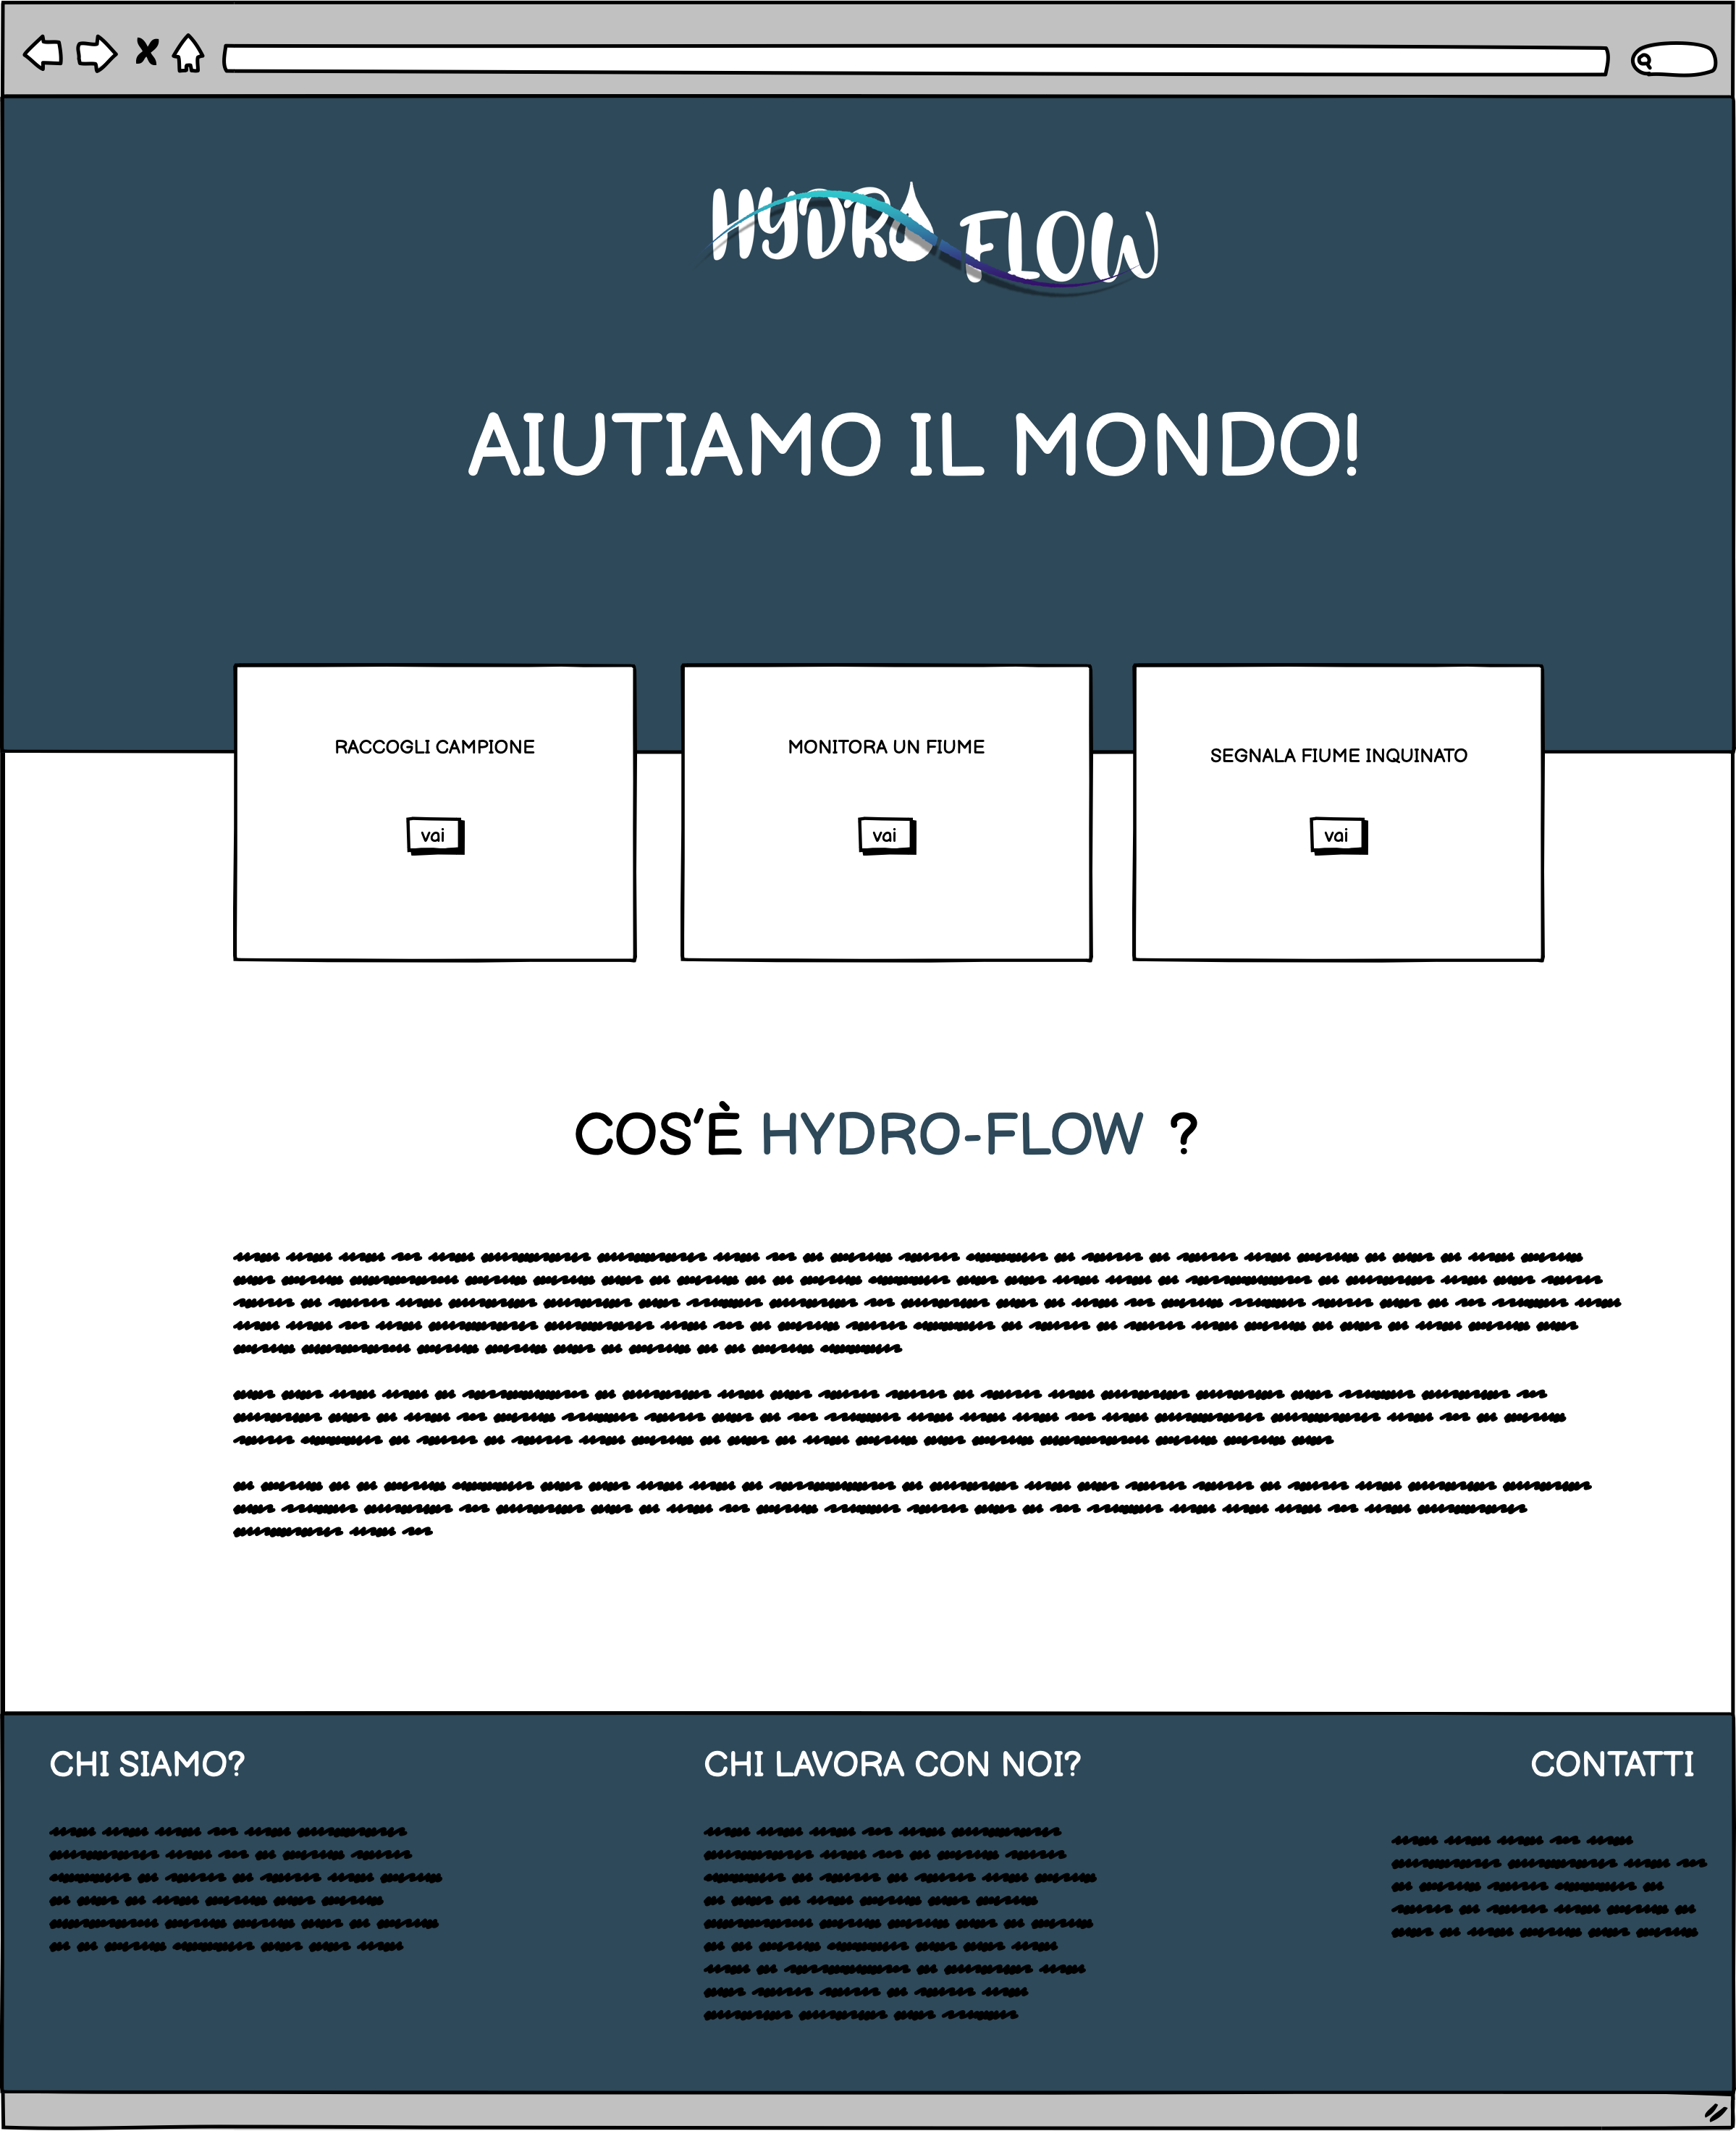 HYDRO FLOW
AIUTIAMO IL MONDO!
RACCOGLI CAMPIONE
vai
MONITORA UN FIUME
vai
SEGNALA FIUME INQUINATO
vai
COS'È HYDRO-FLOW ?
CHI SIAMO?
CHI LAVORA CON NOI?
CONTATTI